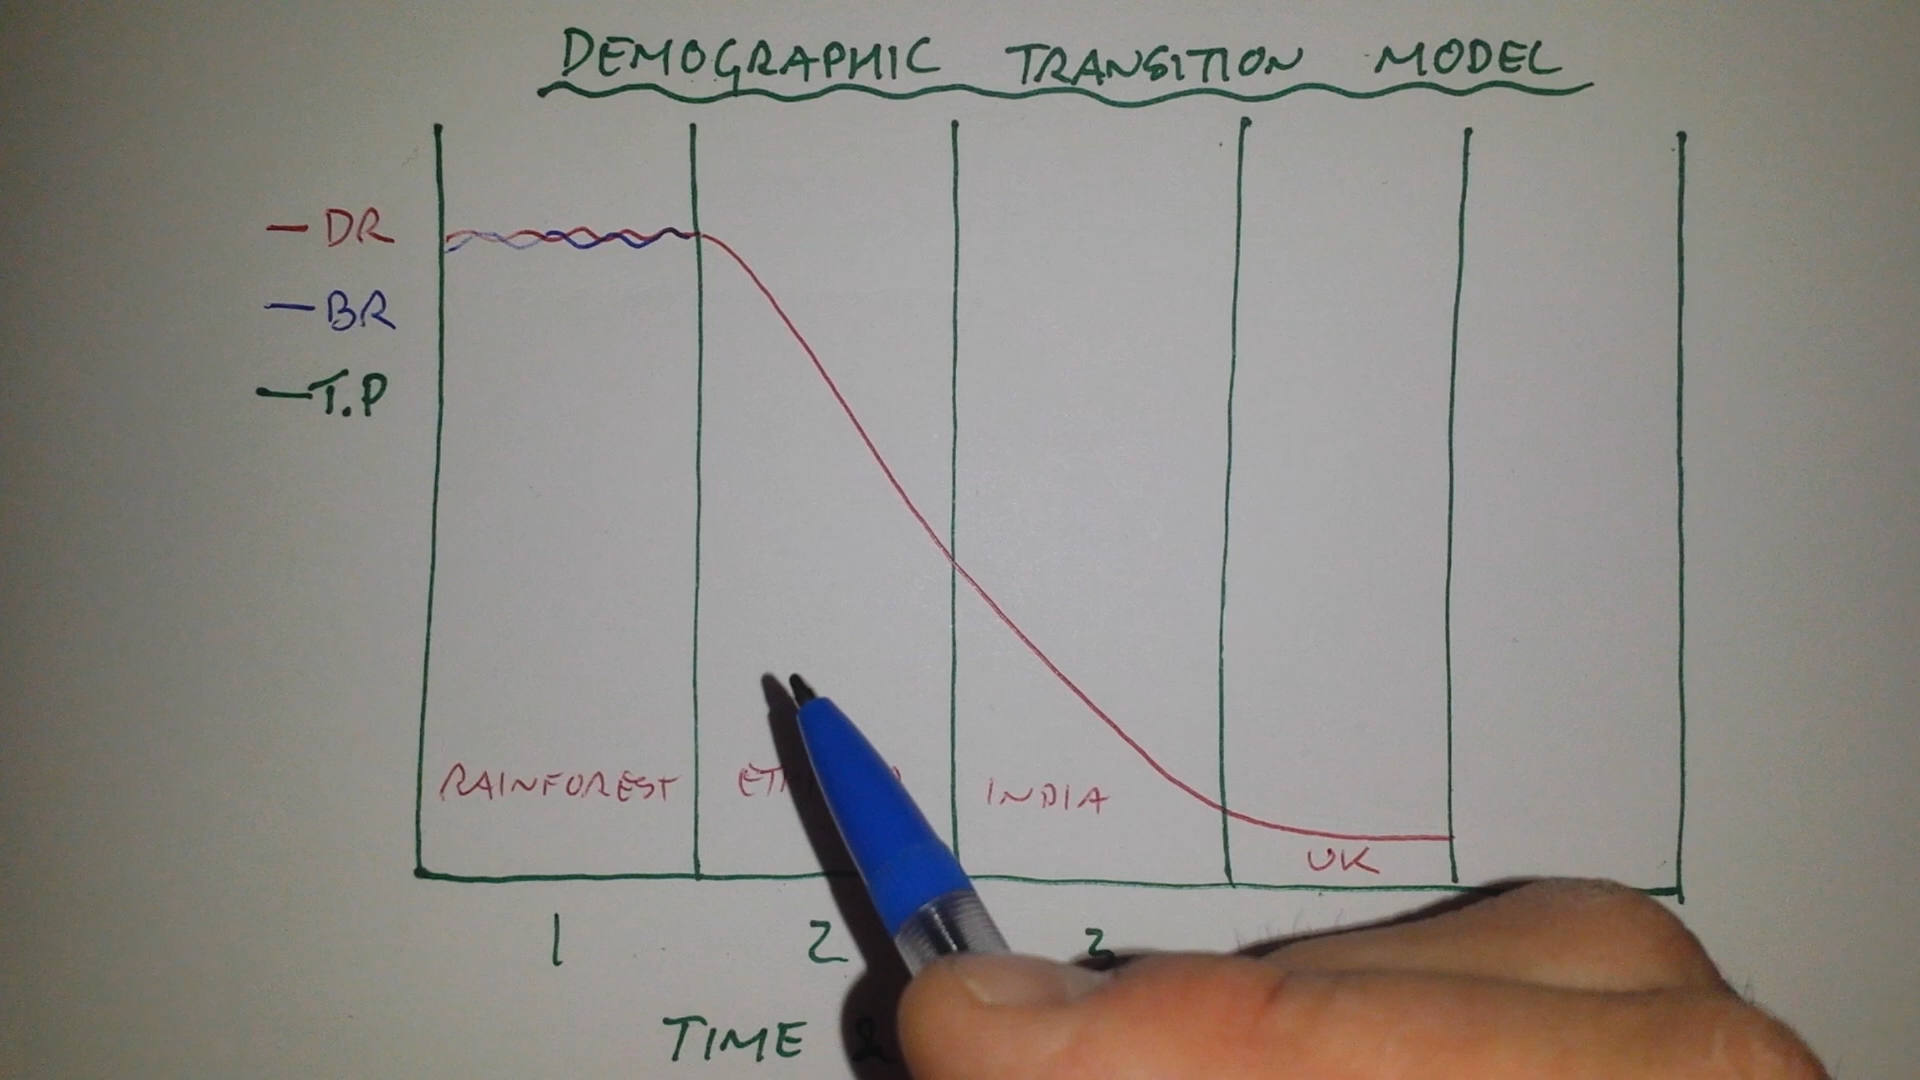 DEMOGRAPHIC TRANSITION MODEL
— DR
— BR
— T.P
RAINFOREST
INDIA
UK
1 2 3
TIME